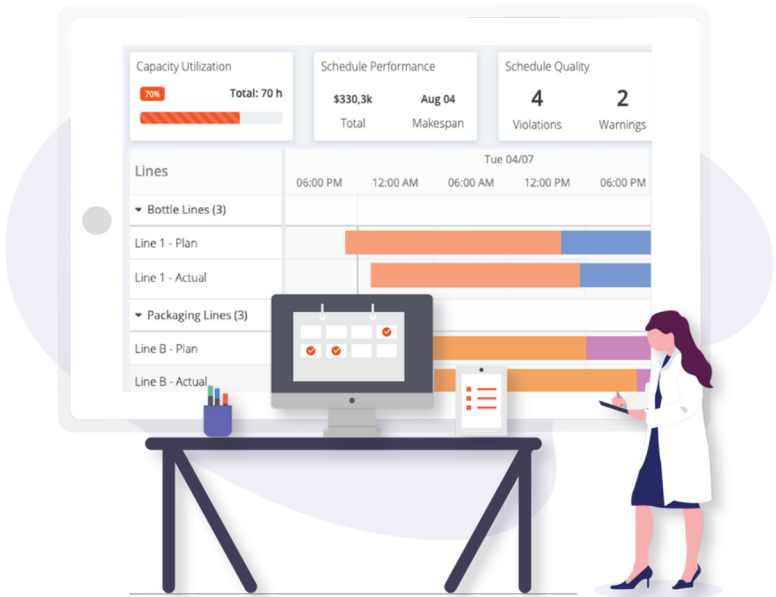 Capacity Utilization
70%
Total: 70 h
Schedule Performance
$330,3k
Aug 04
Total
Makespan
Schedule Quality
4
2
Violations
Warnings
Lines
Tue 04/07
06:00 PM
12:00 AM
06:00 AM
12:00 PM
06:00 PM
Bottle Lines (3)
Line 1 - Plan
Line 1 - Actual
Packaging Lines (3)
Line B - Plan
Line B - Actual